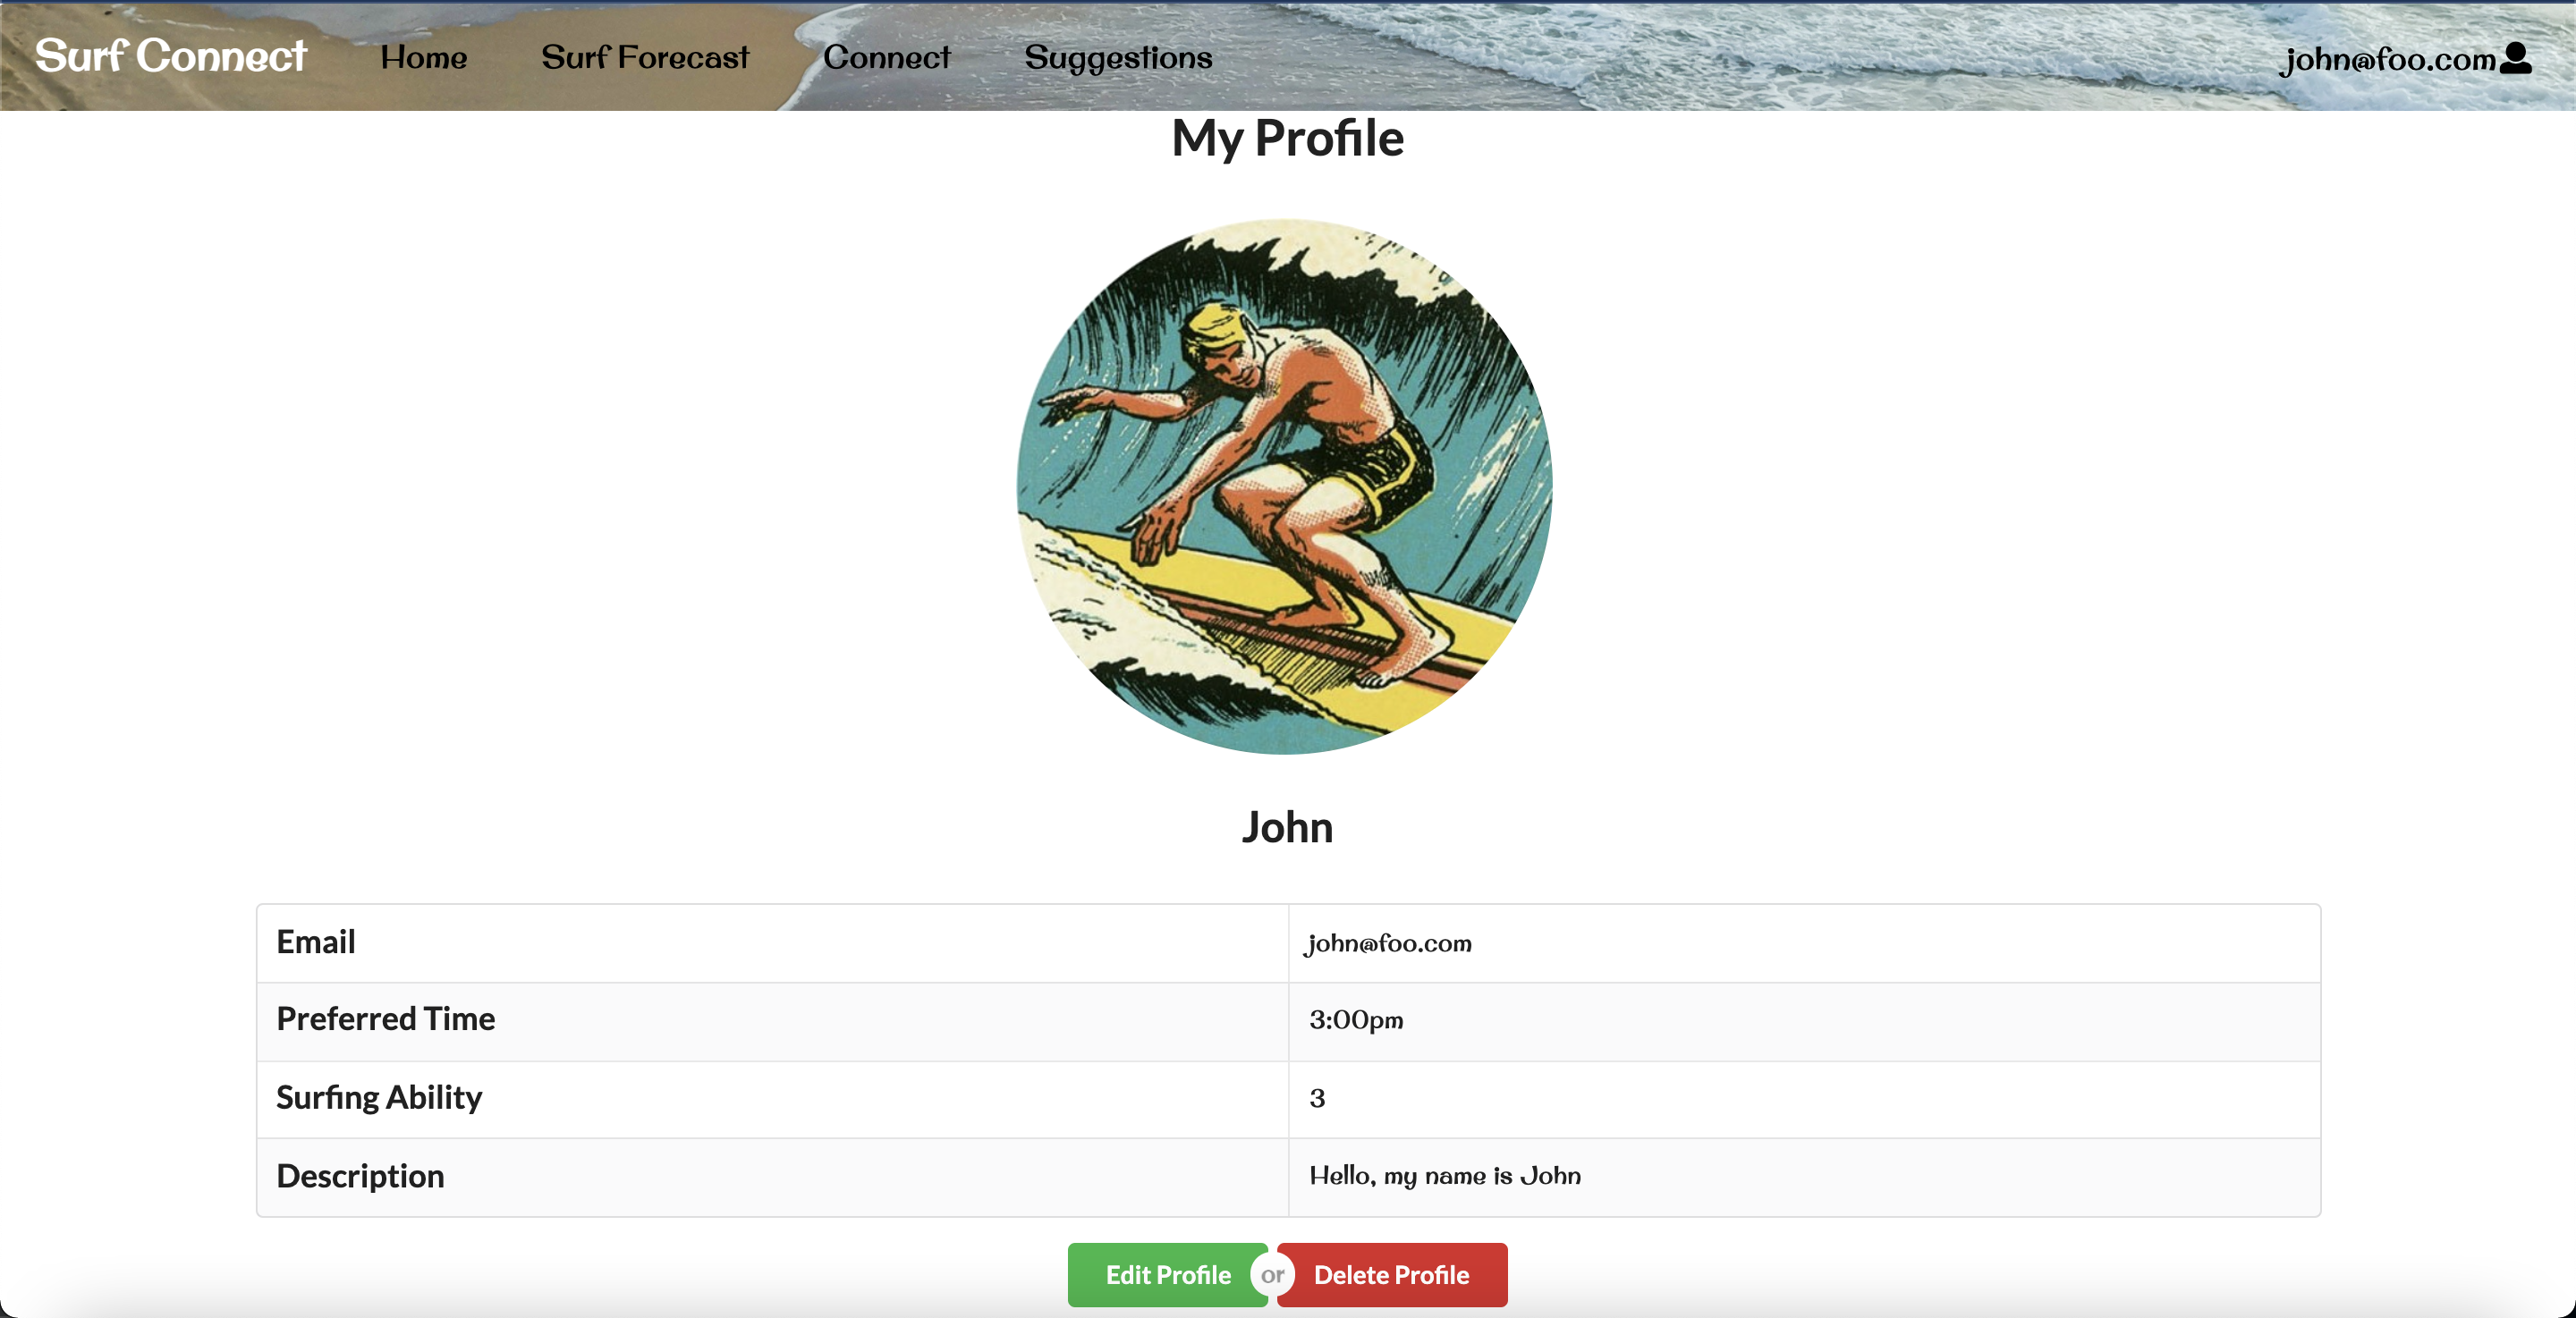 Surf Connect Home Surf Forecast Connect Suggestions john@foo.com
My Profile
John
Email john@foo.com
Preferred Time 3:00pm
Surfing Ability 3
Description Hello, my name is John
Edit Profile or Delete Profile